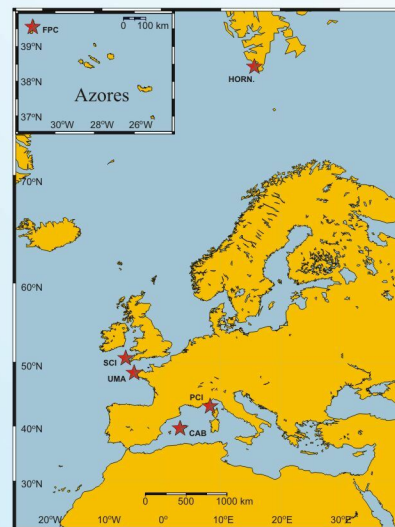 0 100 km
FPC
39°N
38°N
37°N
Azores
30°W 28°W 26°W
HORN.
70°N
60°N
50°N
40°N
30°N
SCI
UMA
PCI
CAB
0 500 1000 km
20°W 10°W 0° 10°E 20°E 30°E